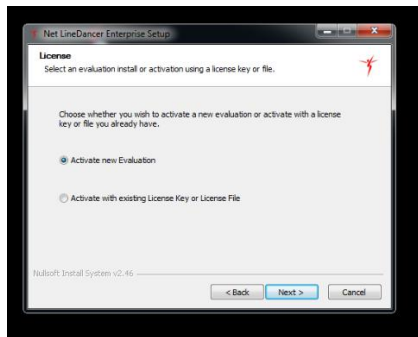 Net LineDancer Enterprise Setup
License
Select an evaluation install or activation using a license key or file.
Choose whether you wish to activate a new evaluation or activate with a license
key or file you already have.
Activate new Evaluation
Activate with existing License Key or License File
Nullsoft Install System v2.46
< Back
Next >
Cancel